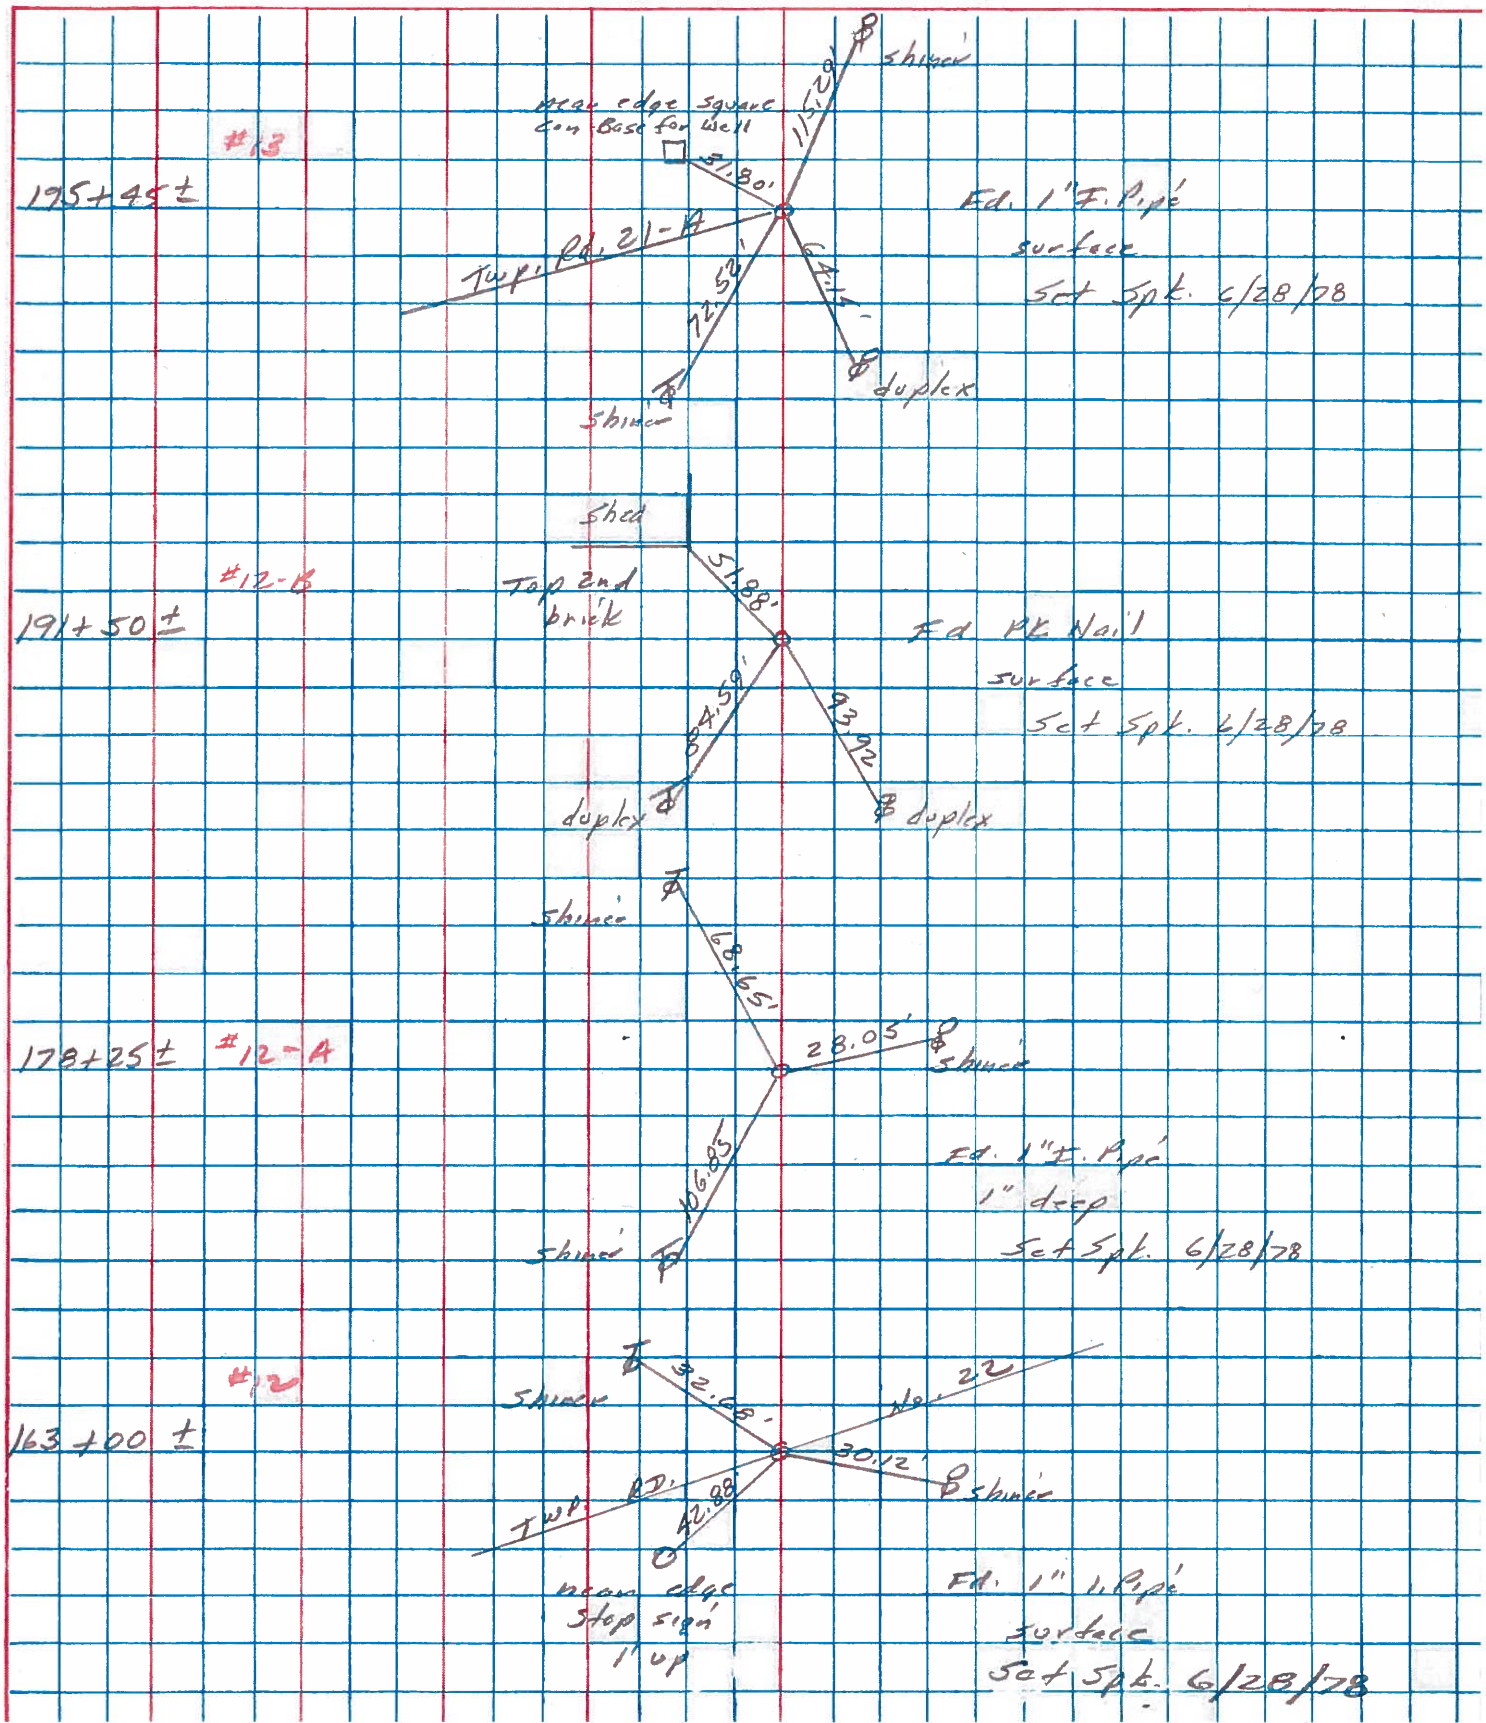 shiner
115.29'
near edge square
con Base for well
#13
31.80'
195+45 ±
Fd. 1" I. Pipe
Twp. Rd. 21-A
surface
72.52'
64.15'
Set Spk. 6/28/78
duplex
shiner
shed
51.88'
#12-B
Top 2nd
brick
191+50 ±
Fd PK Nail
surface
84.59'
93.92
Set Spk. 6/28/78
duplex
duplex
shiner
68.65'
178+25 ±
#12-A
28.05'
shiner
106.85'
Fd. 1" I. Pipe
1" deep
shiner
Set Spk. 6/28/78
#12
32.68'
No. 22
shiner
163+00 ±
30.12'
shiner
TWP. RD.
42.88'
near edge
stop sign
1' up
Fd. 1" I. Pipe
surface
Set Spk. 6/28/78